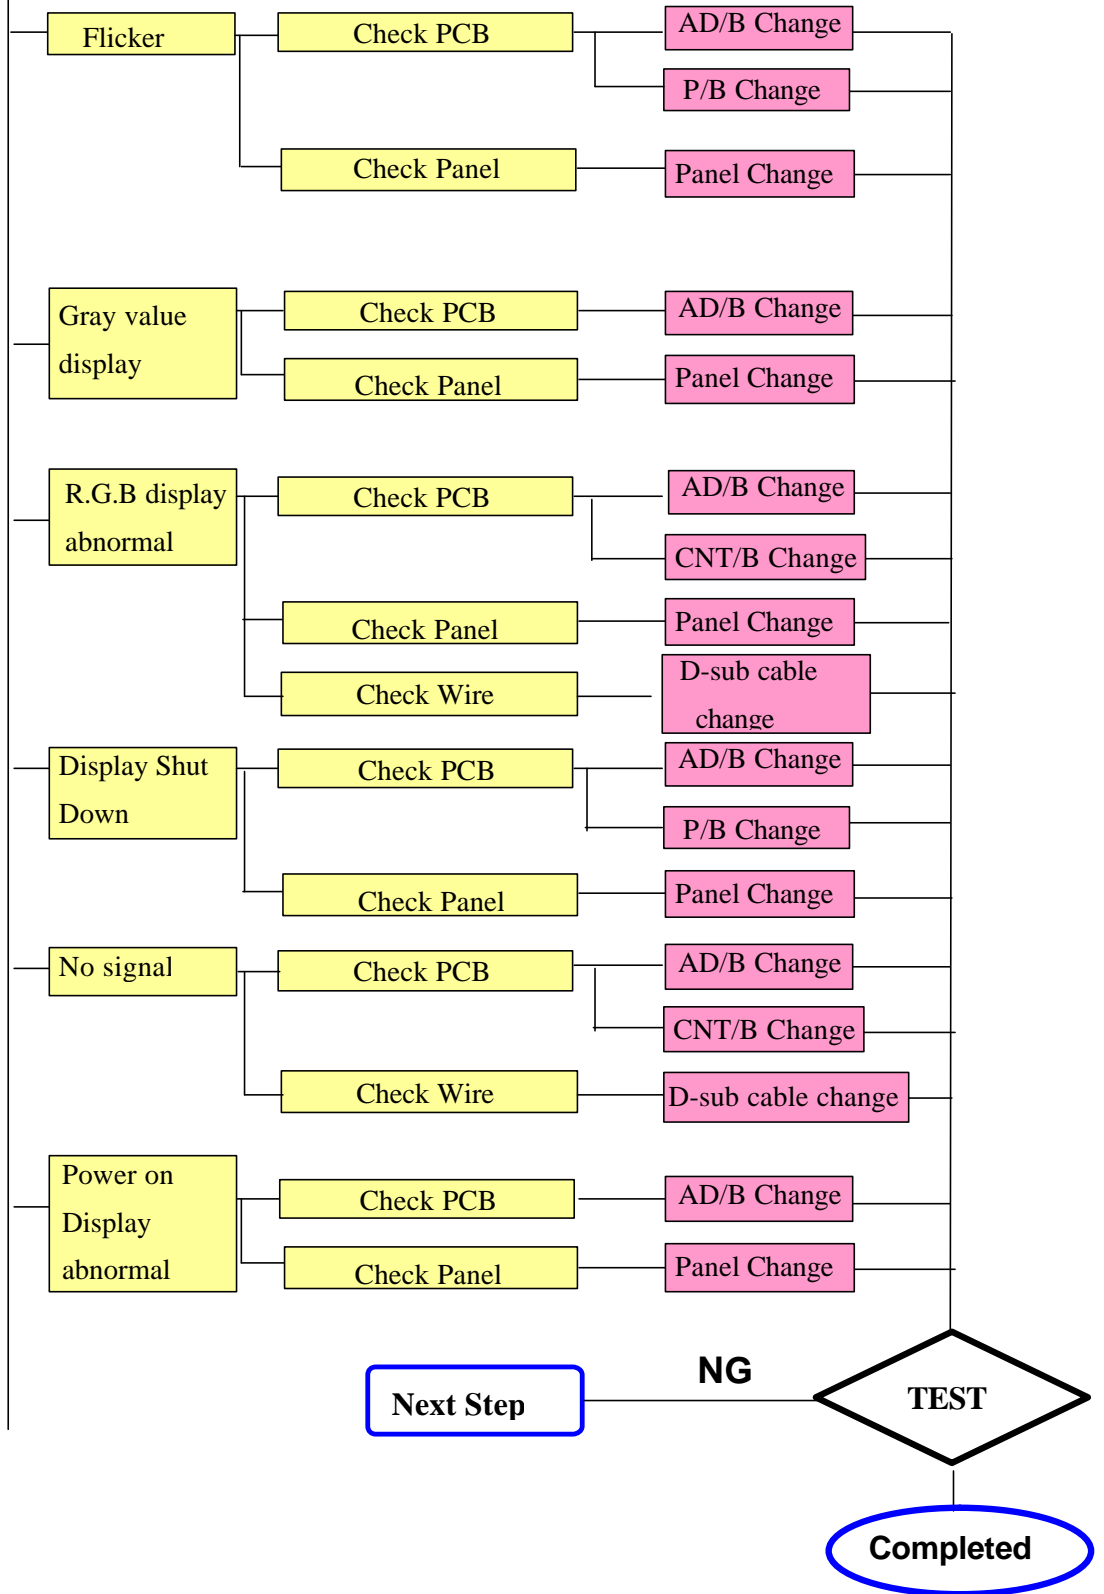 Flicker
Check PCB
AD/B Change
P/B Change
Check Panel
Panel Change
Gray value
display
Check PCB
AD/B Change
Check Panel
Panel Change
R.G.B display
abnormal
Check PCB
AD/B Change
CNT/B Change
Check Panel
Panel Change
Check Wire
D-sub cable
change
Display Shut
Down
Check PCB
AD/B Change
P/B Change
Check Panel
Panel Change
No signal
Check PCB
AD/B Change
CNT/B Change
Check Wire
D-sub cable change
Power on
Display
abnormal
Check PCB
AD/B Change
Check Panel
Panel Change
NG
Next Step
TEST
Completed